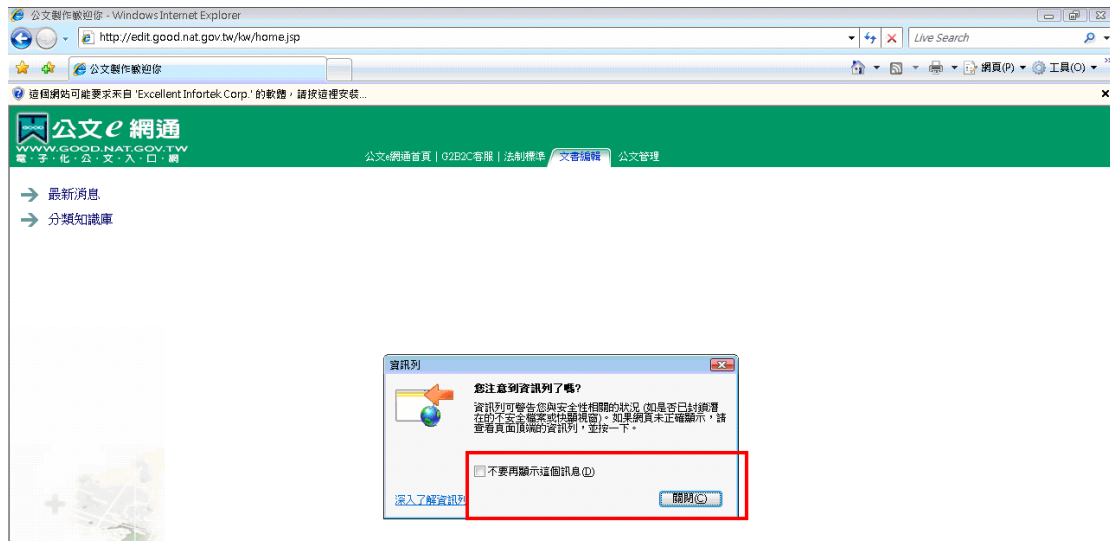 公文製作歡迎你 - Windows Internet Explorer
http://edit.good.nat.gov.tw/kw/home.jsp
Live Search
公文製作歡迎你
網頁(P)
工具(O)
這個網站可能要求來自 'Excellent Infortek Corp.' 的軟體，請按這裡安裝...
公文e網通
WWW.GOOD.NAT.GOV.TW
電‧子‧化‧公‧文‧入‧口‧網
公文e網通首頁 | G2B2C客服 | 法制標準 文書編輯 公文管理
最新消息
分類知識庫
資訊列
您注意到資訊列了嗎?
資訊列可警告您與安全性相關的狀況 (如是否已封鎖潛
在的不安全檔案或快顯視窗)。如果網頁未正確顯示，請
查看頁面頂端的資訊列，並按一下。
不要再顯示這個訊息(D)
深入了解資訊列
關閉(C)